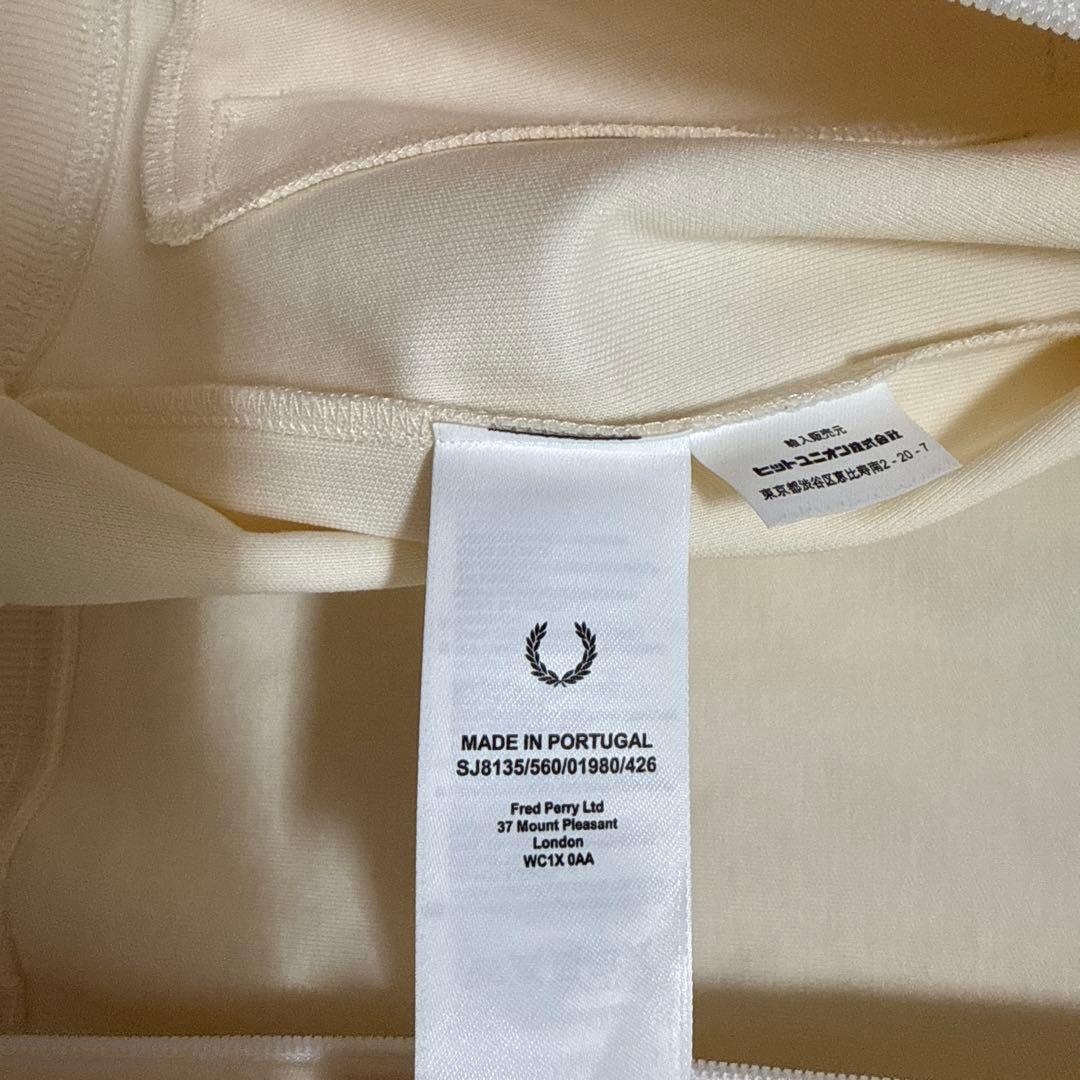 輸入販売元
ヒットユニオン株式会社
東京都渋谷区恵比寿南2-20-7
MADE IN PORTUGAL
SJ8135/560/01980/426
Fred Perry Ltd
37 Mount Pleasant
London
WC1X 0AA